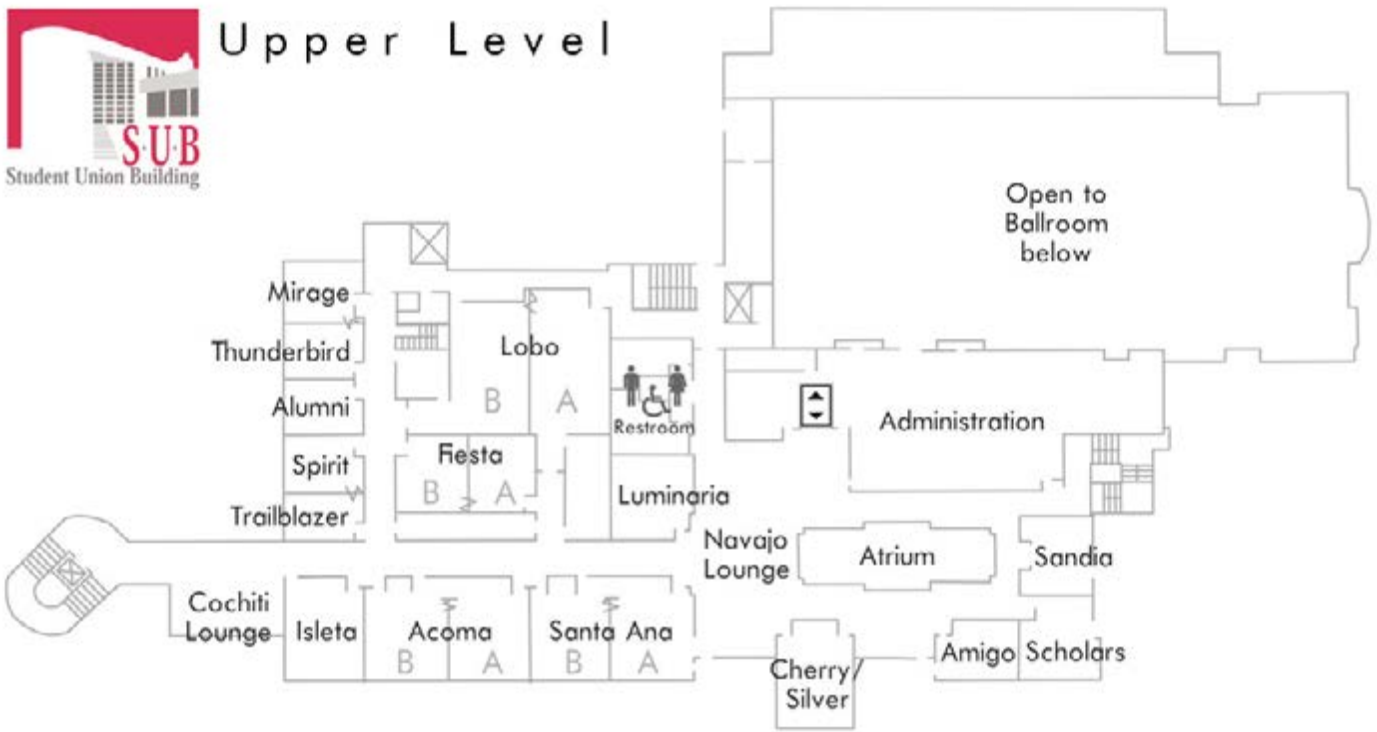 Upper Level
S·U·B
Student Union Building
Open to
Ballroom
below
Mirage
Thunderbird
Lobo
B A
Alumni
Restroom
Administration
Spirit
Fiesta
B A
Luminaria
Trailblazer
Navajo
Lounge
Atrium
Sandia
Cochiti
Lounge
Isleta
Acoma
B A
Santa Ana
B A
Cherry/
Silver
Amigo
Scholars